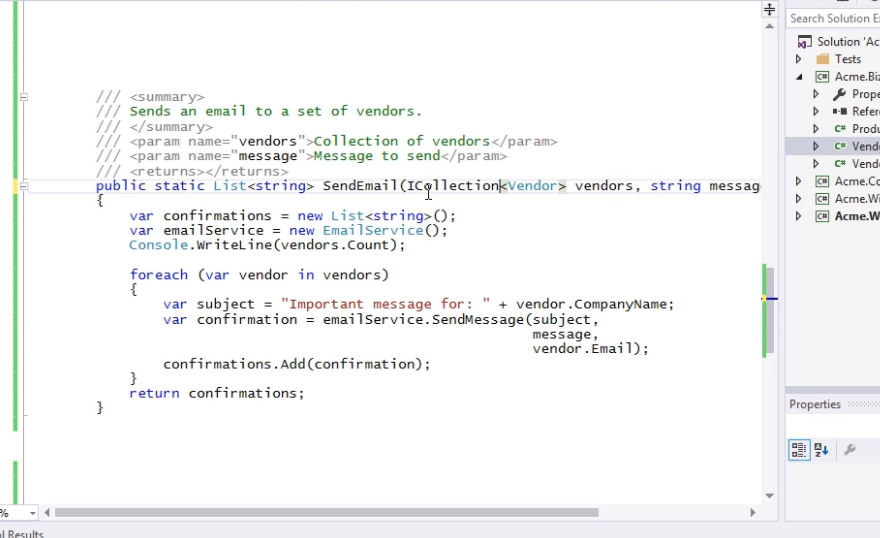 /// <summary>
/// Sends an email to a set of vendors.
/// </summary>
/// <param name="vendors">Collection of vendors</param>
/// <param name="message">Message to send</param>
/// <returns></returns>
public static List<string> SendEmail(ICollection<Vendor> vendors, string messag
{
var confirmations = new List<string>();
var emailService = new EmailService();
Console.WriteLine(vendors.Count);
foreach (var vendor in vendors)
{
var subject = "Important message for: " + vendor.CompanyName;
var confirmation = emailService.SendMessage(subject,
message,
vendor.Email);
confirmations.Add(confirmation);
}
return confirmations;
}
%
al Results
Search Solution E
Solution 'Ac
Tests
C# Acme.Biz
Prope
Refere
C# Produ
C# Vendo
C# Vendo
C# Acme.Co
C# Acme.Wi
C# Acme.W
Properties